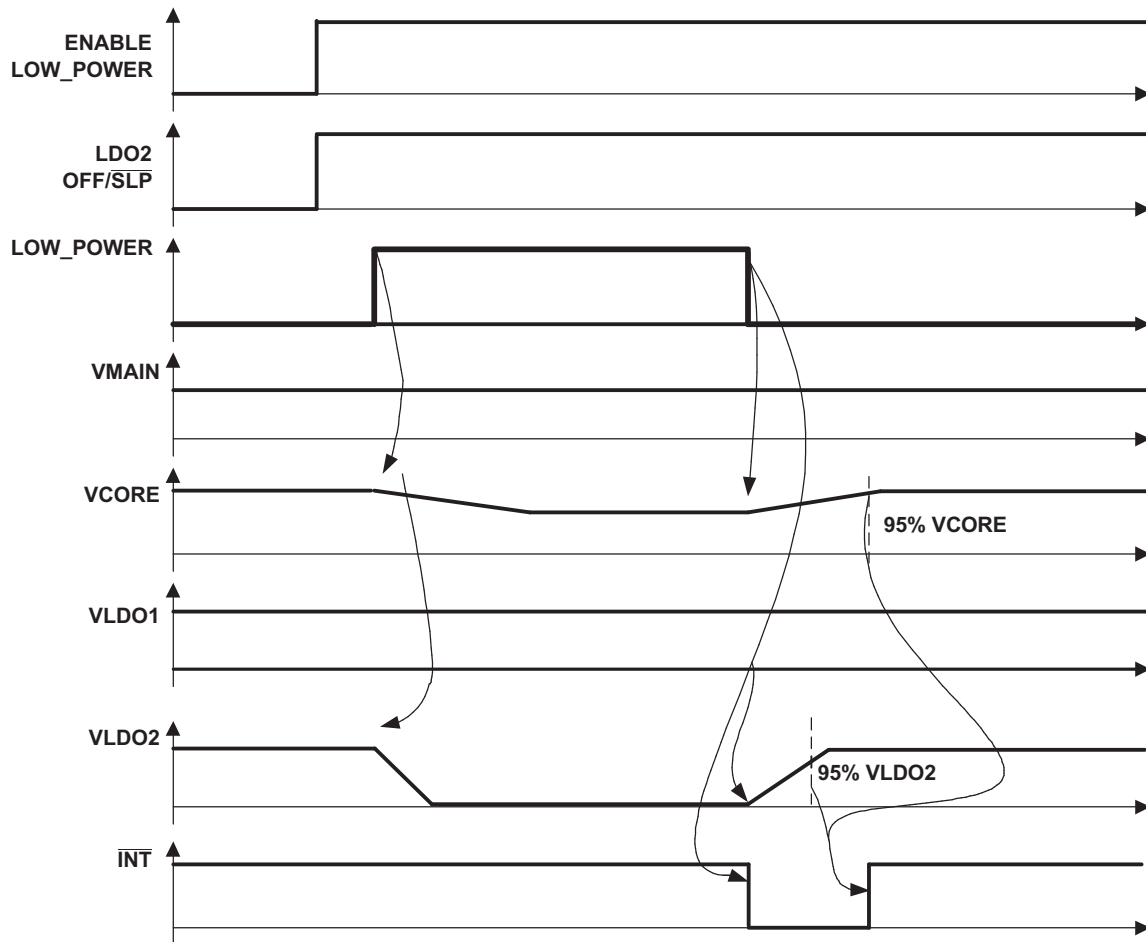 ENABLE
LOW_POWER
LDO2
OFF/SLP
LOW_POWER
VMAIN
VCORE
95% VCORE
VLDO1
VLDO2
95% VLDO2
INT